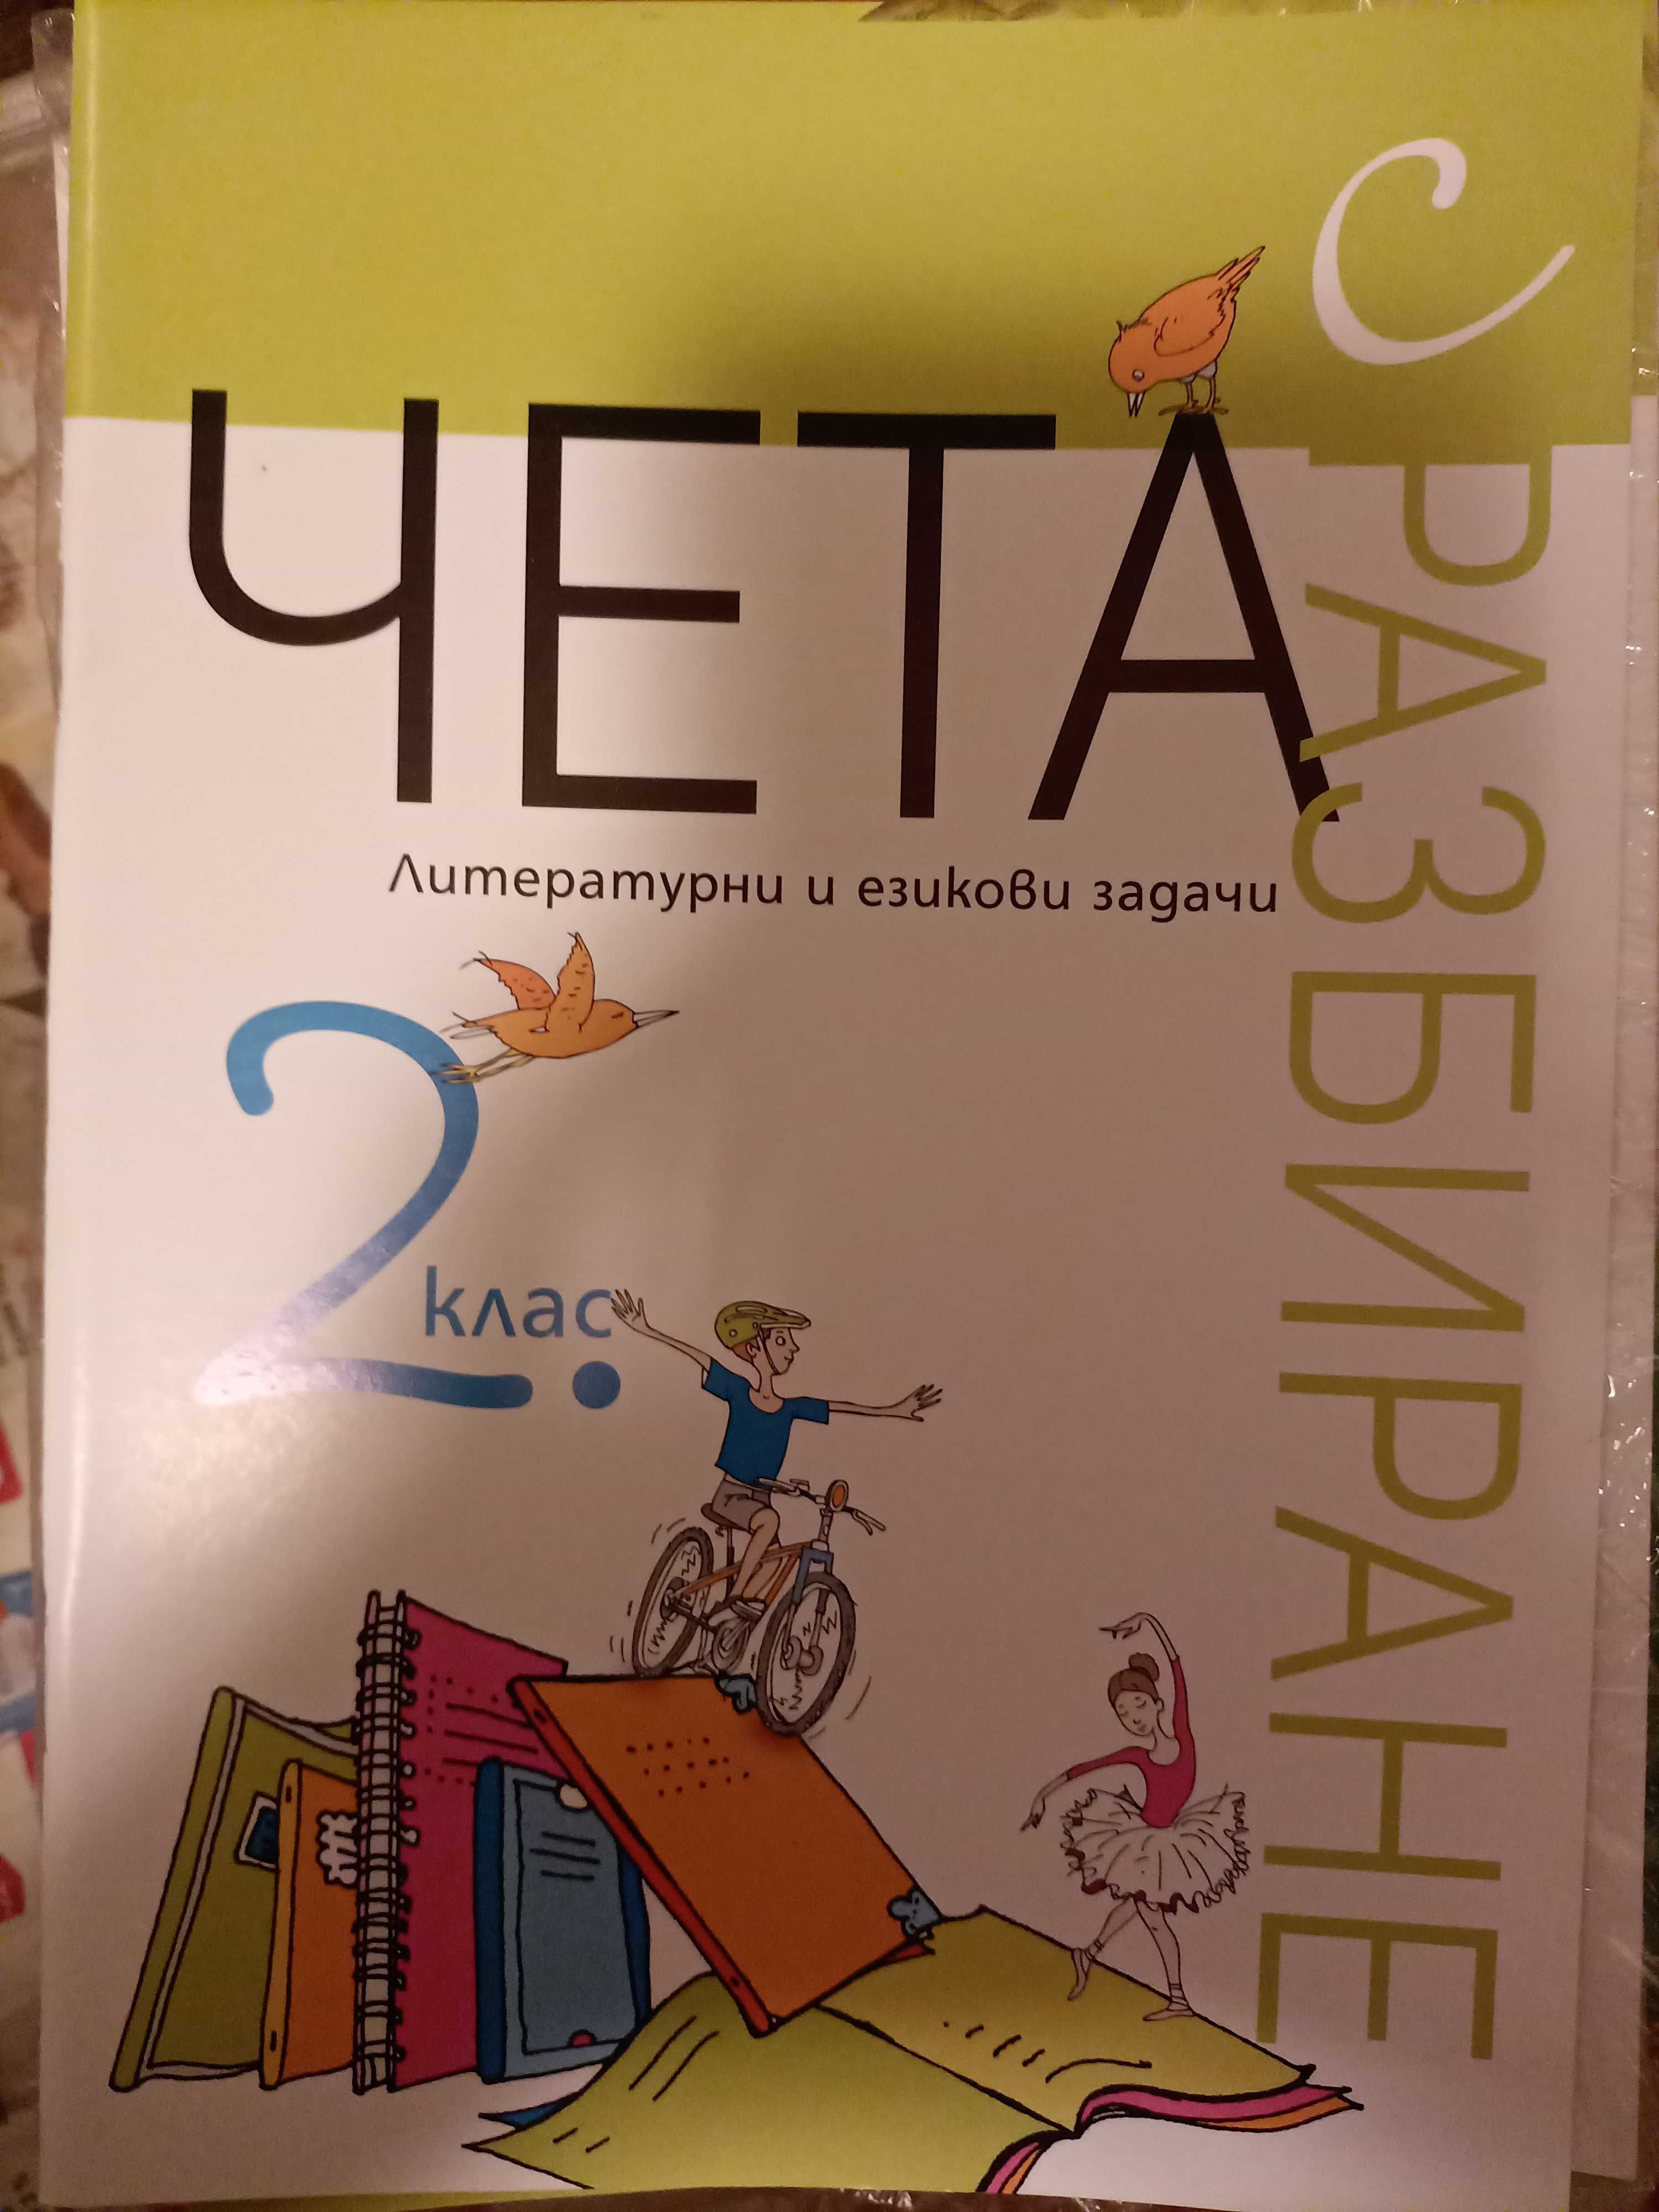 ЧЕТА
С
РАЗБИРАНЕ
Литературни и езикови задачи
2. клас